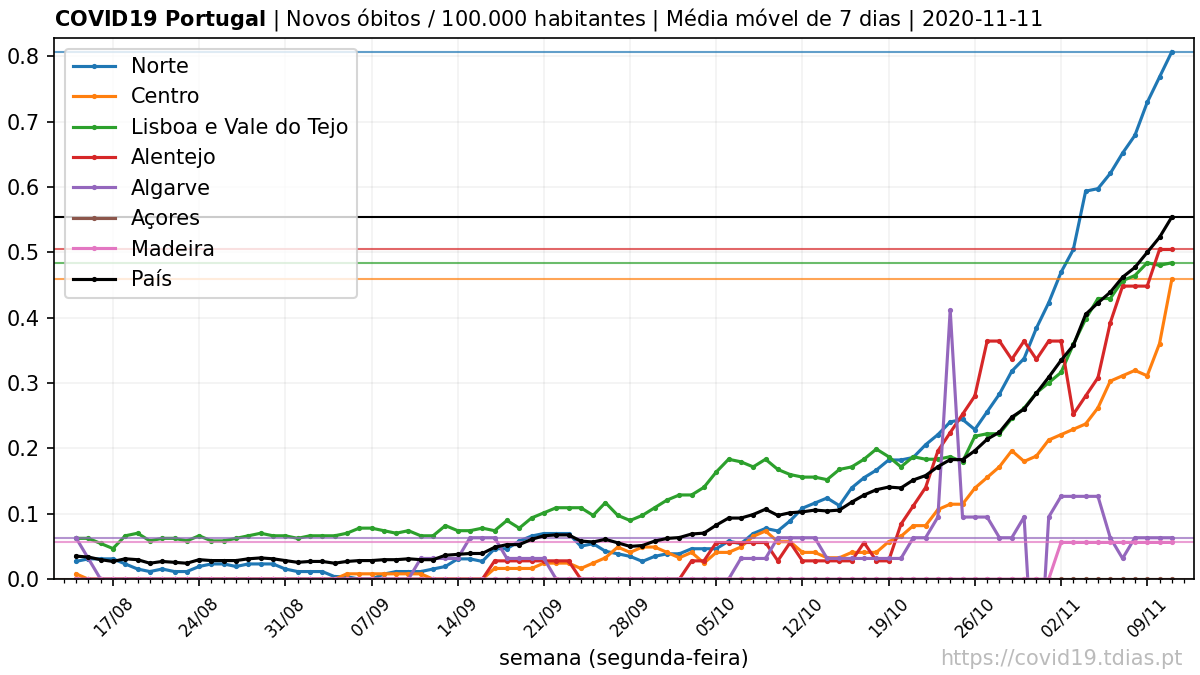 COVID19 Portugal | Novos óbitos / 100.000 habitantes | Média móvel de 7 dias | 2020-11-11
0.8
0.7
0.6
0.5
0.4
0.3
0.2
0.1
0.0
Norte
Centro
Lisboa e Vale do Tejo
Alentejo
Algarve
Açores
Madeira
País
17/08
24/08
31/08
07/09
14/09
21/09
28/09
05/10
12/10
19/10
26/10
02/11
09/11
semana (segunda-feira)
https://covid19.tdias.pt